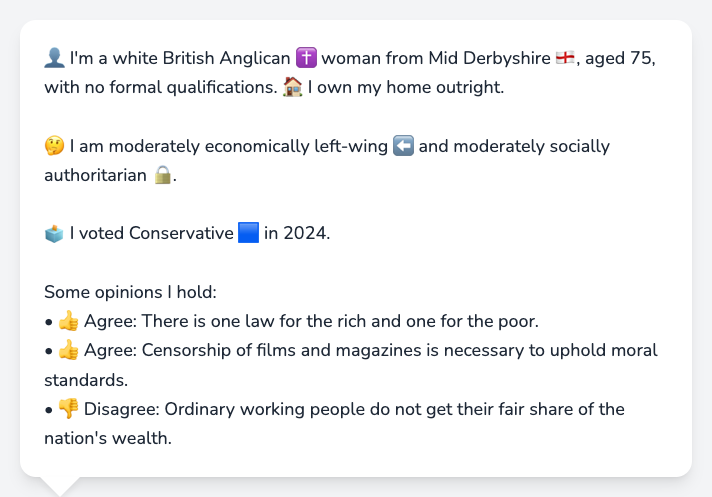 👤 I'm a white British Anglican ✝️ woman from Mid Derbyshire 🏴󠁧󠁢󠁥󠁮󠁧󠁿, aged 75,
with no formal qualifications. 🏠 I own my home outright.
🤔 I am moderately economically left-wing ⬅️ and moderately socially
authoritarian 🔒.
🗳️ I voted Conservative 🟦 in 2024.
Some opinions I hold:
• 👍 Agree: There is one law for the rich and one for the poor.
• 👍 Agree: Censorship of films and magazines is necessary to uphold moral
standards.
• 👎 Disagree: Ordinary working people do not get their fair share of the
nation's wealth.